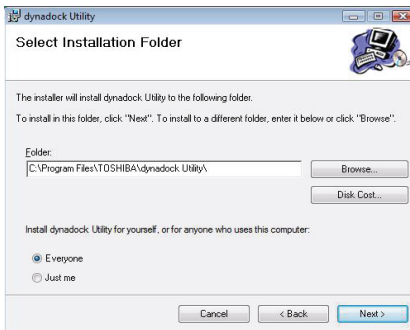 dynadock Utility
Select Installation Folder
The installer will install dynadock Utility to the following folder.
To install in this folder, click "Next". To install to a different folder, enter it below or click "Browse".
Folder:
C:\Program Files\TOSHIBA\dynadock Utility\
Browse...
Disk Cost...
Install dynadock Utility for yourself, or for anyone who uses this computer:
Everyone
Just me
Cancel
< Back
Next >